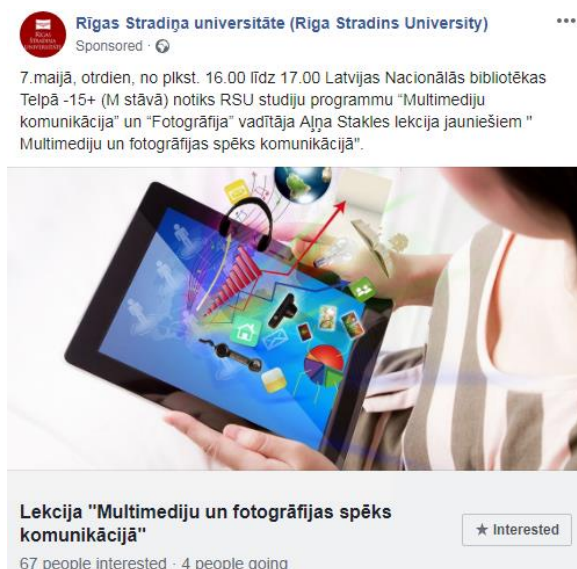 Rīgas Stradiņa universitāte (Riga Stradins University)
Sponsored ·
7.maijā, otrdien, no plkst. 16.00 līdz 17.00 Latvijas Nacionālās bibliotēkas
Telpā -15+ (M stāvā) notiks RSU studiju programmu “Multimediju
komunikācija” un “Fotogrāfija” vadītāja Aļņa Stakles lekcija jauniešiem "
Multimediju un fotogrāfijas spēks komunikācijā".
Lekcija "Multimediju un fotogrāfijas spēks
komunikācijā"
★ Interested
67 people interested · 4 people going